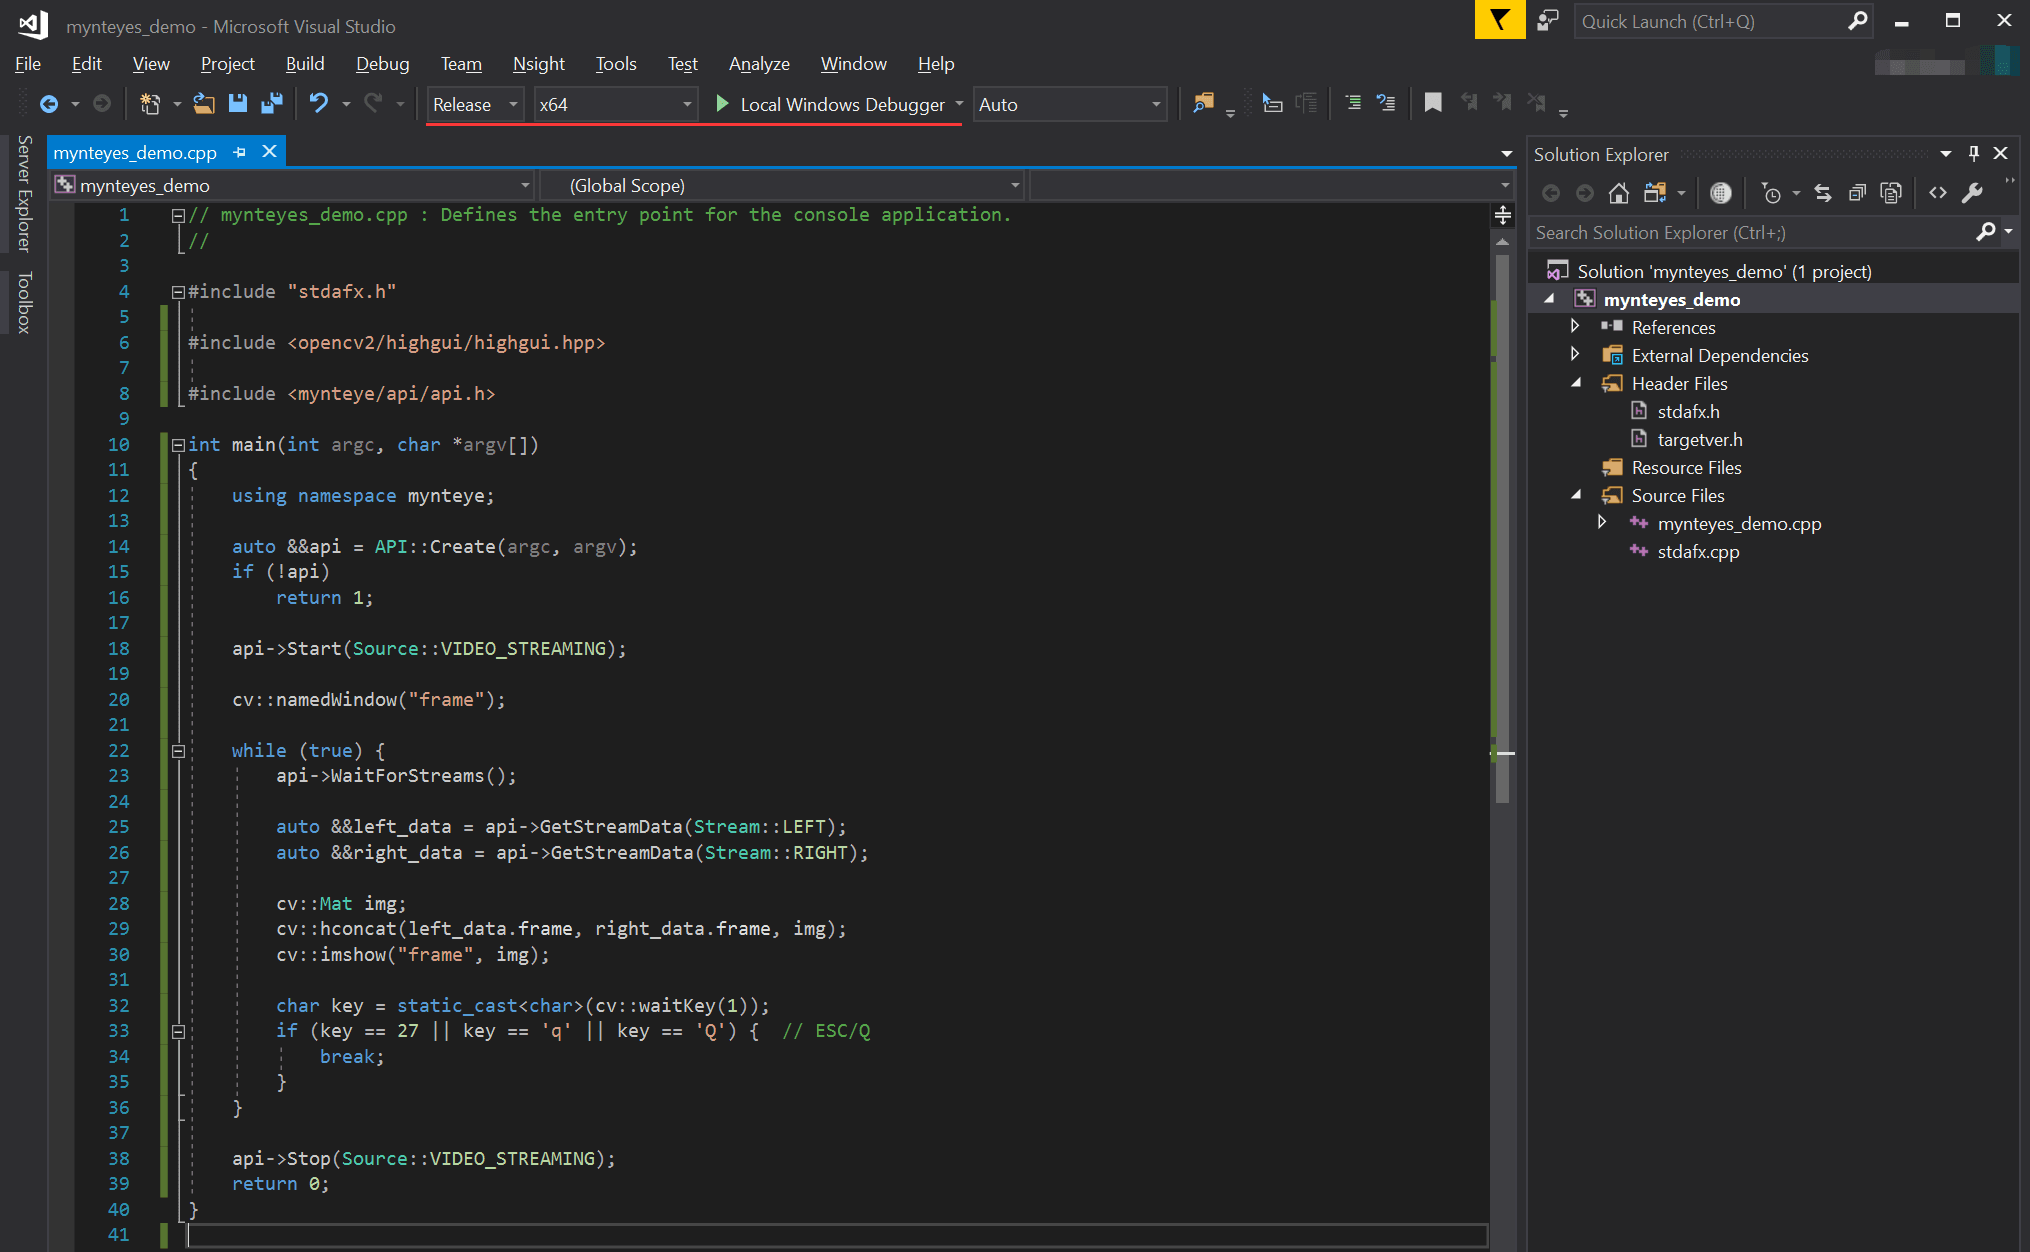 mynteyes_demo - Microsoft Visual Studio
Quick Launch (Ctrl+Q)
File Edit View Project Build Debug Team Nsight Tools Test Analyze Window Help
Release x64 Local Windows Debugger Auto
Server Explorer
Toolbox
mynteyes_demo.cpp
mynteyes_demo (Global Scope)
1 // mynteyes_demo.cpp : Defines the entry point for the console application.
2 //
3
4 #include "stdafx.h"
5
6 #include <opencv2/highgui/highgui.hpp>
7
8 #include <mynteye/api/api.h>
9
10 int main(int argc, char *argv[])
11 {
12     using namespace mynteye;
13
14     auto &&api = API::Create(argc, argv);
15     if (!api)
16         return 1;
17
18     api->Start(Source::VIDEO_STREAMING);
19
20     cv::namedWindow("frame");
21
22     while (true) {
23         api->WaitForStreams();
24
25         auto &&left_data = api->GetStreamData(Stream::LEFT);
26         auto &&right_data = api->GetStreamData(Stream::RIGHT);
27
28         cv::Mat img;
29         cv::hconcat(left_data.frame, right_data.frame, img);
30         cv::imshow("frame", img);
31
32         char key = static_cast<char>(cv::waitKey(1));
33         if (key == 27 || key == 'q' || key == 'Q') {  // ESC/Q
34             break;
35         }
36     }
37
38     api->Stop(Source::VIDEO_STREAMING);
39     return 0;
40 }
41
Solution Explorer
Search Solution Explorer (Ctrl+;)
Solution 'mynteyes_demo' (1 project)
mynteyes_demo
References
External Dependencies
Header Files
stdafx.h
targetver.h
Resource Files
Source Files
mynteyes_demo.cpp
stdafx.cpp